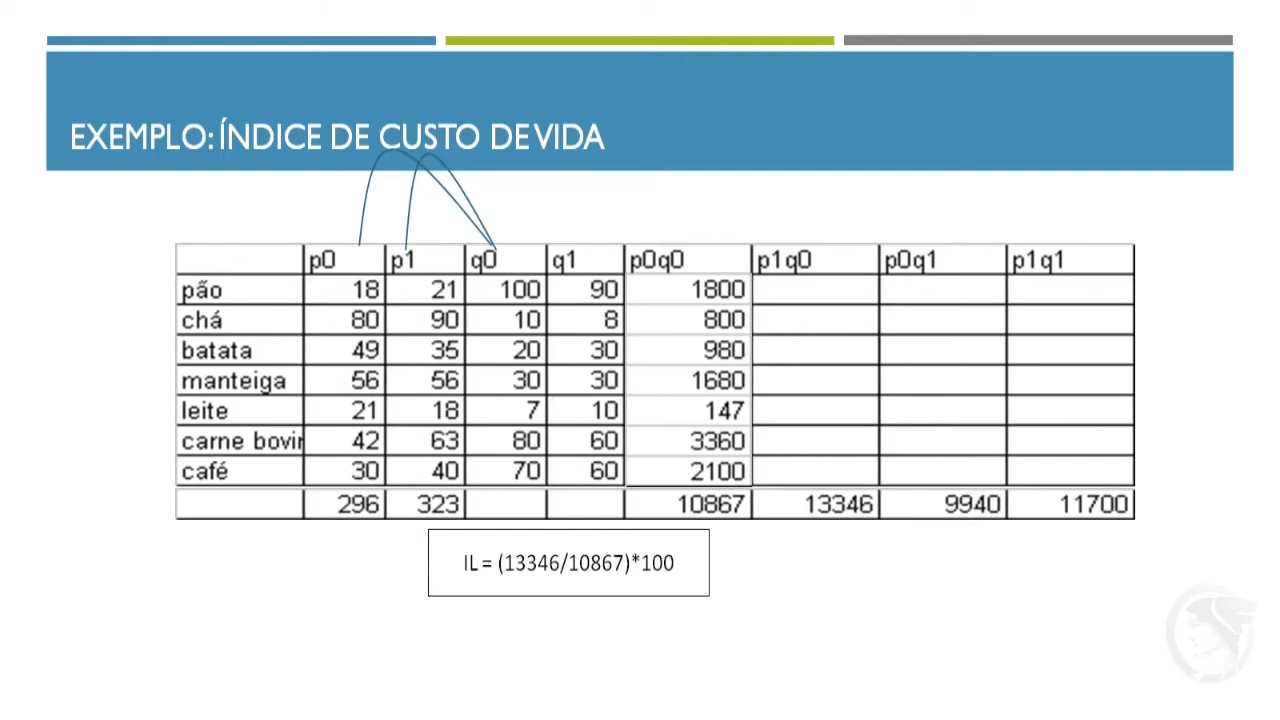 EXEMPLO: ÍNDICE DE CUSTO DE VIDA
p0 p1 q0 q1 p0q0 p1q0 p0q1 p1q1
pão 18 21 100 90 1800
chá 80 90 10 8 800
batata 49 35 20 30 980
manteiga 56 56 30 30 1680
leite 21 18 7 10 147
carne bovir 42 63 80 60 3360
café 30 40 70 60 2100
296 323 10867 13346 9940 11700
IL = (13346/10867)*100